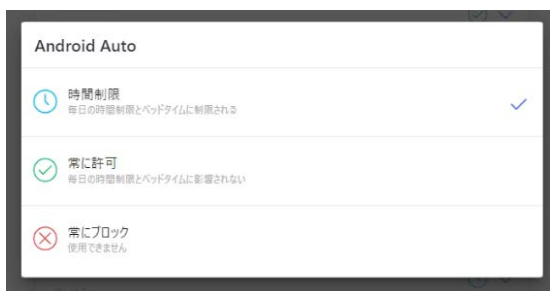 Android Auto
時間制限
毎日の時間制限とベッドタイムに制限される
常に許可
毎日の時間制限とベッドタイムに影響されない
常にブロック
使用できません